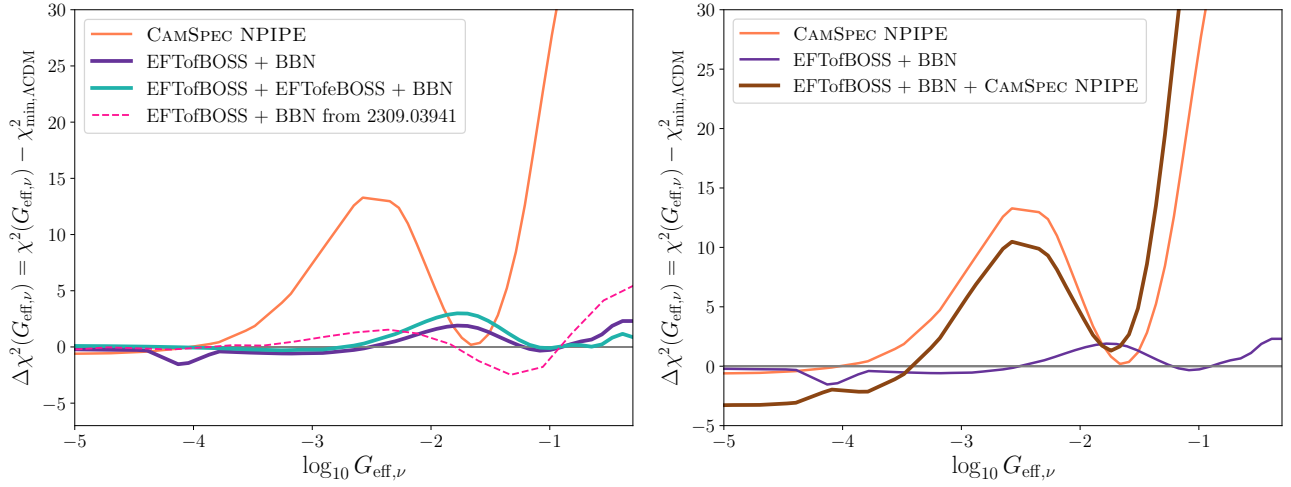 Δχ²(G_eff,ν) = χ²(G_eff,ν) − χ²_min,ΛCDM
30
25
20
15
10
5
0
−5
CamSpec NPIPE
EFTofBOSS + BBN
EFTofBOSS + EFTofeBOSS + BBN
EFTofBOSS + BBN from 2309.03941
−5
−4
−3
−2
−1
log₁₀ G_eff,ν
Δχ²(G_eff,ν) = χ²(G_eff,ν) − χ²_min,ΛCDM
30
25
20
15
10
5
0
−5
CamSpec NPIPE
EFTofBOSS + BBN
EFTofBOSS + BBN + CamSpec NPIPE
−5
−4
−3
−2
−1
log₁₀ G_eff,ν